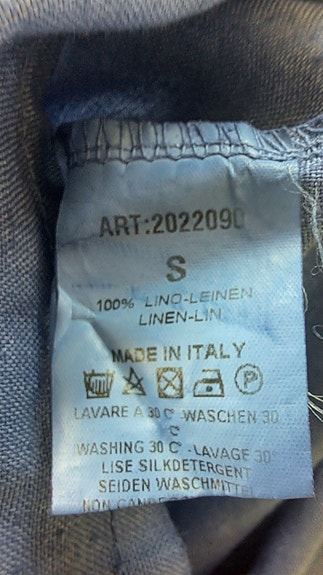 ART:2022090
S
100% LINO-LEINEN
LINEN-LIN
MADE IN ITALY
P
LAVARE A 30 C° WASCHEN 30
C
WASHING 30 C° - LAVAGE 30°
LISE SILKDETERGENT
SEIDEN WASCHMITTEL
NON